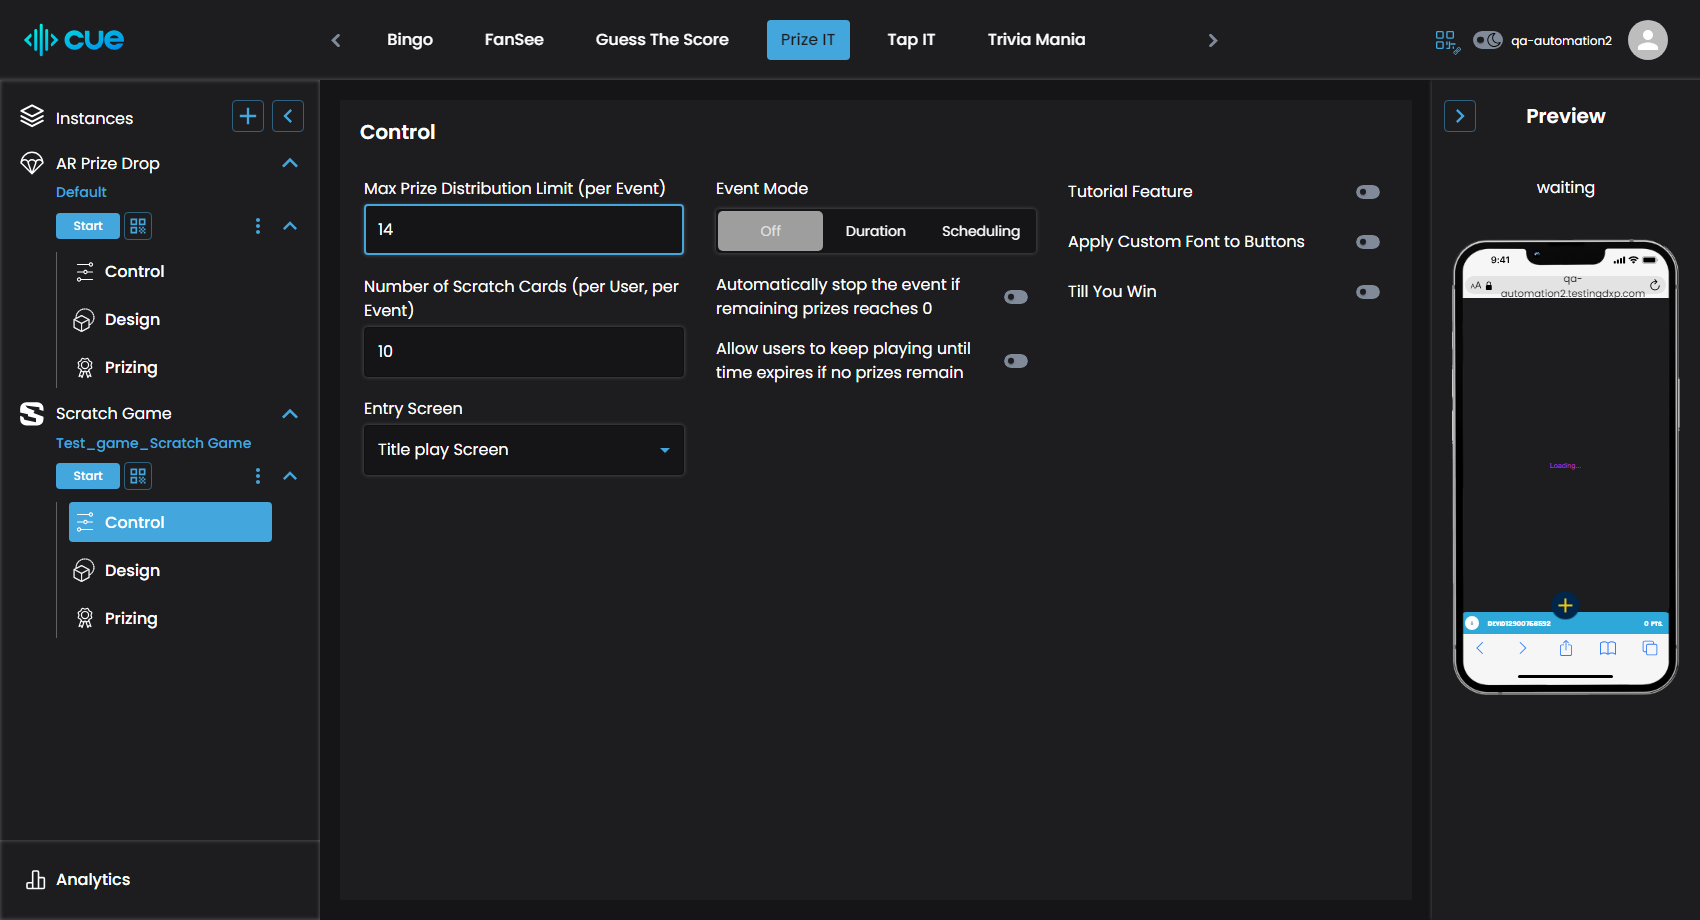 cue
Bingo
FanSee
Guess The Score
Prize IT
Tap IT
Trivia Mania
qa-automation2
Instances
AR Prize Drop
Default
Start
Control
Design
Prizing
Scratch Game
Test_game_Scratch Game
Start
Control
Design
Prizing
Analytics
Control
Max Prize Distribution Limit (per Event)
14
Number of Scratch Cards (per User, per
Event)
10
Entry Screen
Title play Screen
Event Mode
Off
Duration
Scheduling
Automatically stop the event if
remaining prizes reaches 0
Allow users to keep playing until
time expires if no prizes remain
Tutorial Feature
Apply Custom Font to Buttons
Till You Win
Preview
waiting
9:41
AA
qa-
automation2.testingdxp.com
Loading...
0 PTS.